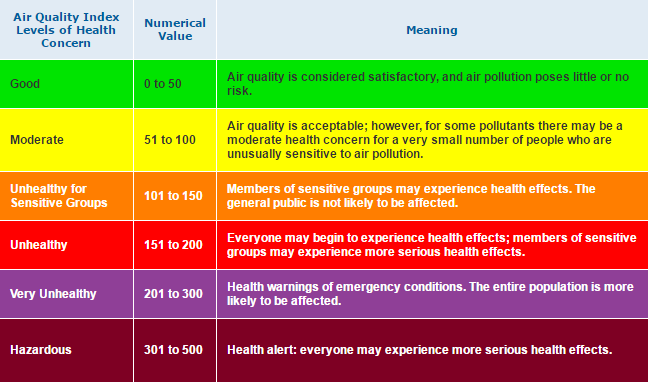 Air Quality Index
Levels of Health
Concern
Numerical
Value
Meaning
Good
0 to 50
Air quality is considered satisfactory, and air pollution poses little or no
risk.
Moderate
51 to 100
Air quality is acceptable; however, for some pollutants there may be a
moderate health concern for a very small number of people who are
unusually sensitive to air pollution.
Unhealthy for
Sensitive Groups
101 to 150
Members of sensitive groups may experience health effects. The
general public is not likely to be affected.
Unhealthy
151 to 200
Everyone may begin to experience health effects; members of sensitive
groups may experience more serious health effects.
Very Unhealthy
201 to 300
Health warnings of emergency conditions. The entire population is more
likely to be affected.
Hazardous
301 to 500
Health alert: everyone may experience more serious health effects.